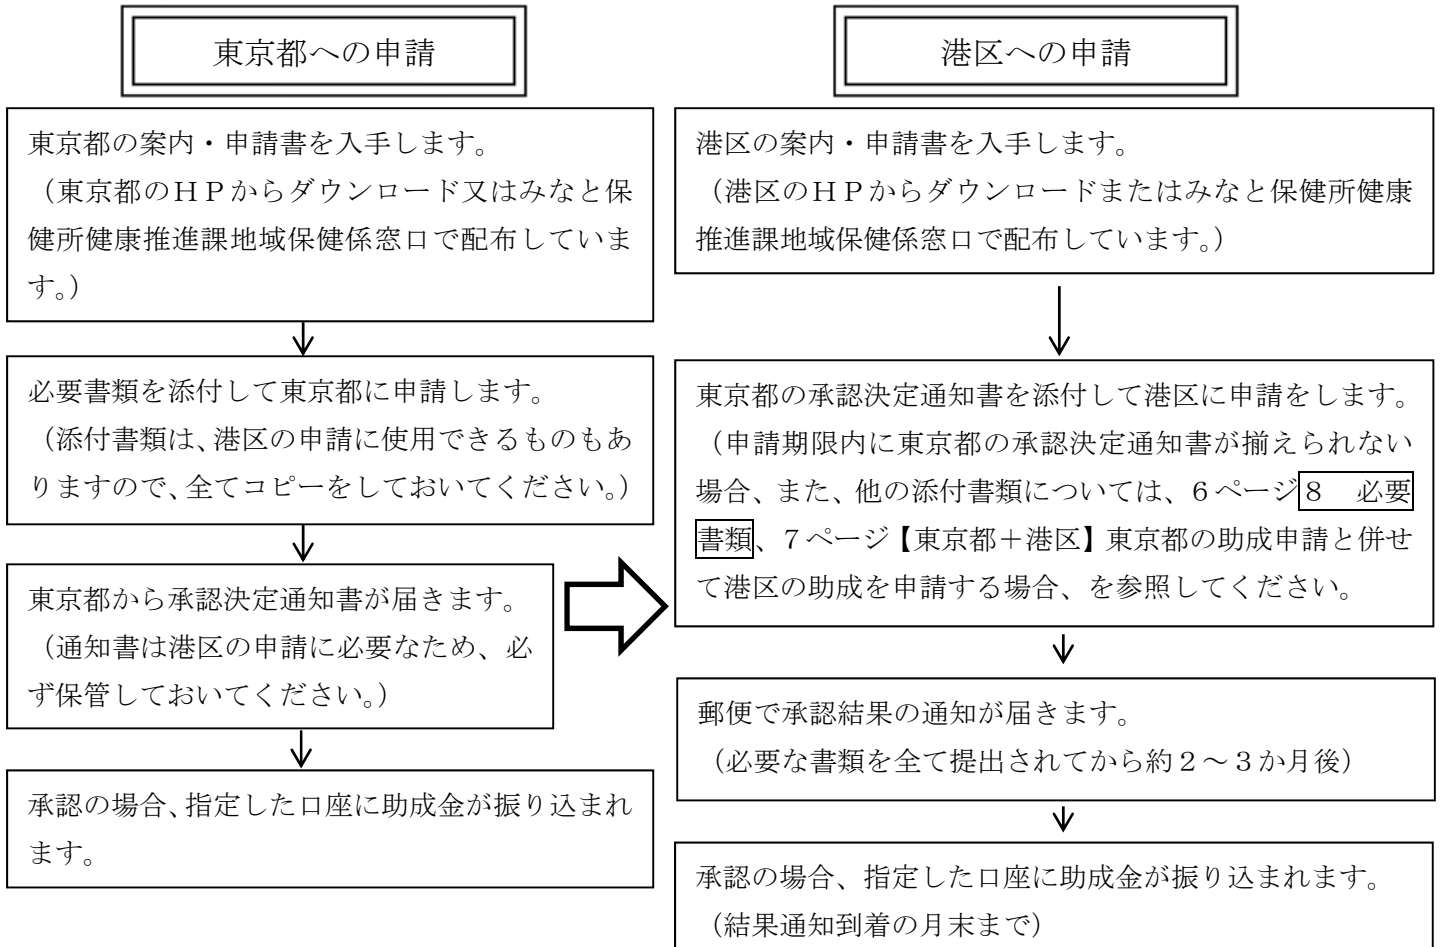 東京都への申請
東京都の案内・申請書を入手します。
（東京都のＨＰからダウンロード又はみなと保
健所健康推進課地域保健係窓口で配布していま
す。）
必要書類を添付して東京都に申請します。
（添付書類は、港区の申請に使用できるものもあ
りますので、全てコピーをしておいてください。）
東京都から承認決定通知書が届きます。
（通知書は港区の申請に必要なため、必
ず保管しておいてください。）
承認の場合、指定した口座に助成金が振り込まれ
ます。
港区への申請
港区の案内・申請書を入手します。
（港区のＨＰからダウンロードまたはみなと保健所健康
推進課地域保健係窓口で配布しています。）
東京都の承認決定通知書を添付して港区に申請をします。
（申請期限内に東京都の承認決定通知書が揃えられない
場合、また、他の添付書類については、６ページ８　必要
書類、７ページ【東京都＋港区】東京都の助成申請と併せ
て港区の助成を申請する場合、を参照してください。
郵便で承認結果の通知が届きます。
（必要な書類を全て提出されてから約２～３か月後）
承認の場合、指定した口座に助成金が振り込まれます。
（結果通知到着の月末まで）